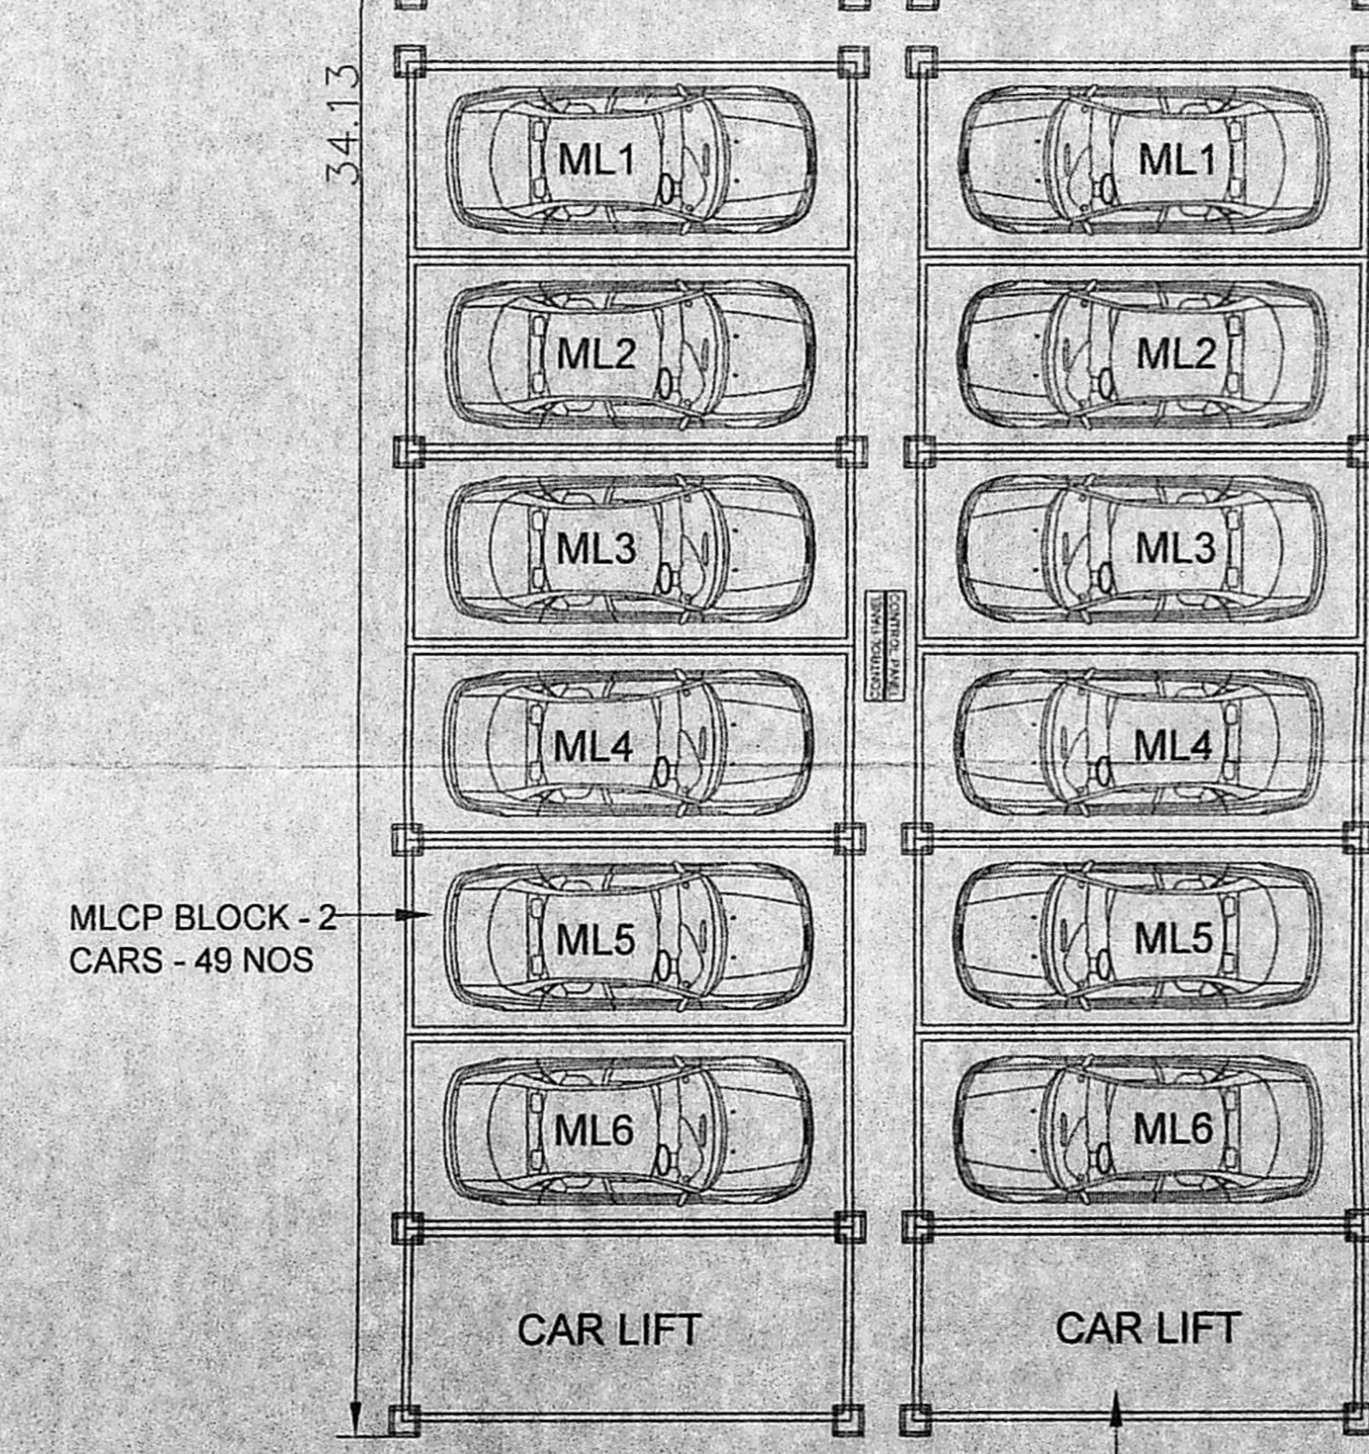 34.13
ML1
ML1
ML2
ML2
ML3
ML3
CONTROL PANEL
CONTROL PANEL
ML4
ML4
MLCP BLOCK - 2
CARS - 49 NOS
ML5
ML5
ML6
ML6
CAR LIFT
CAR LIFT